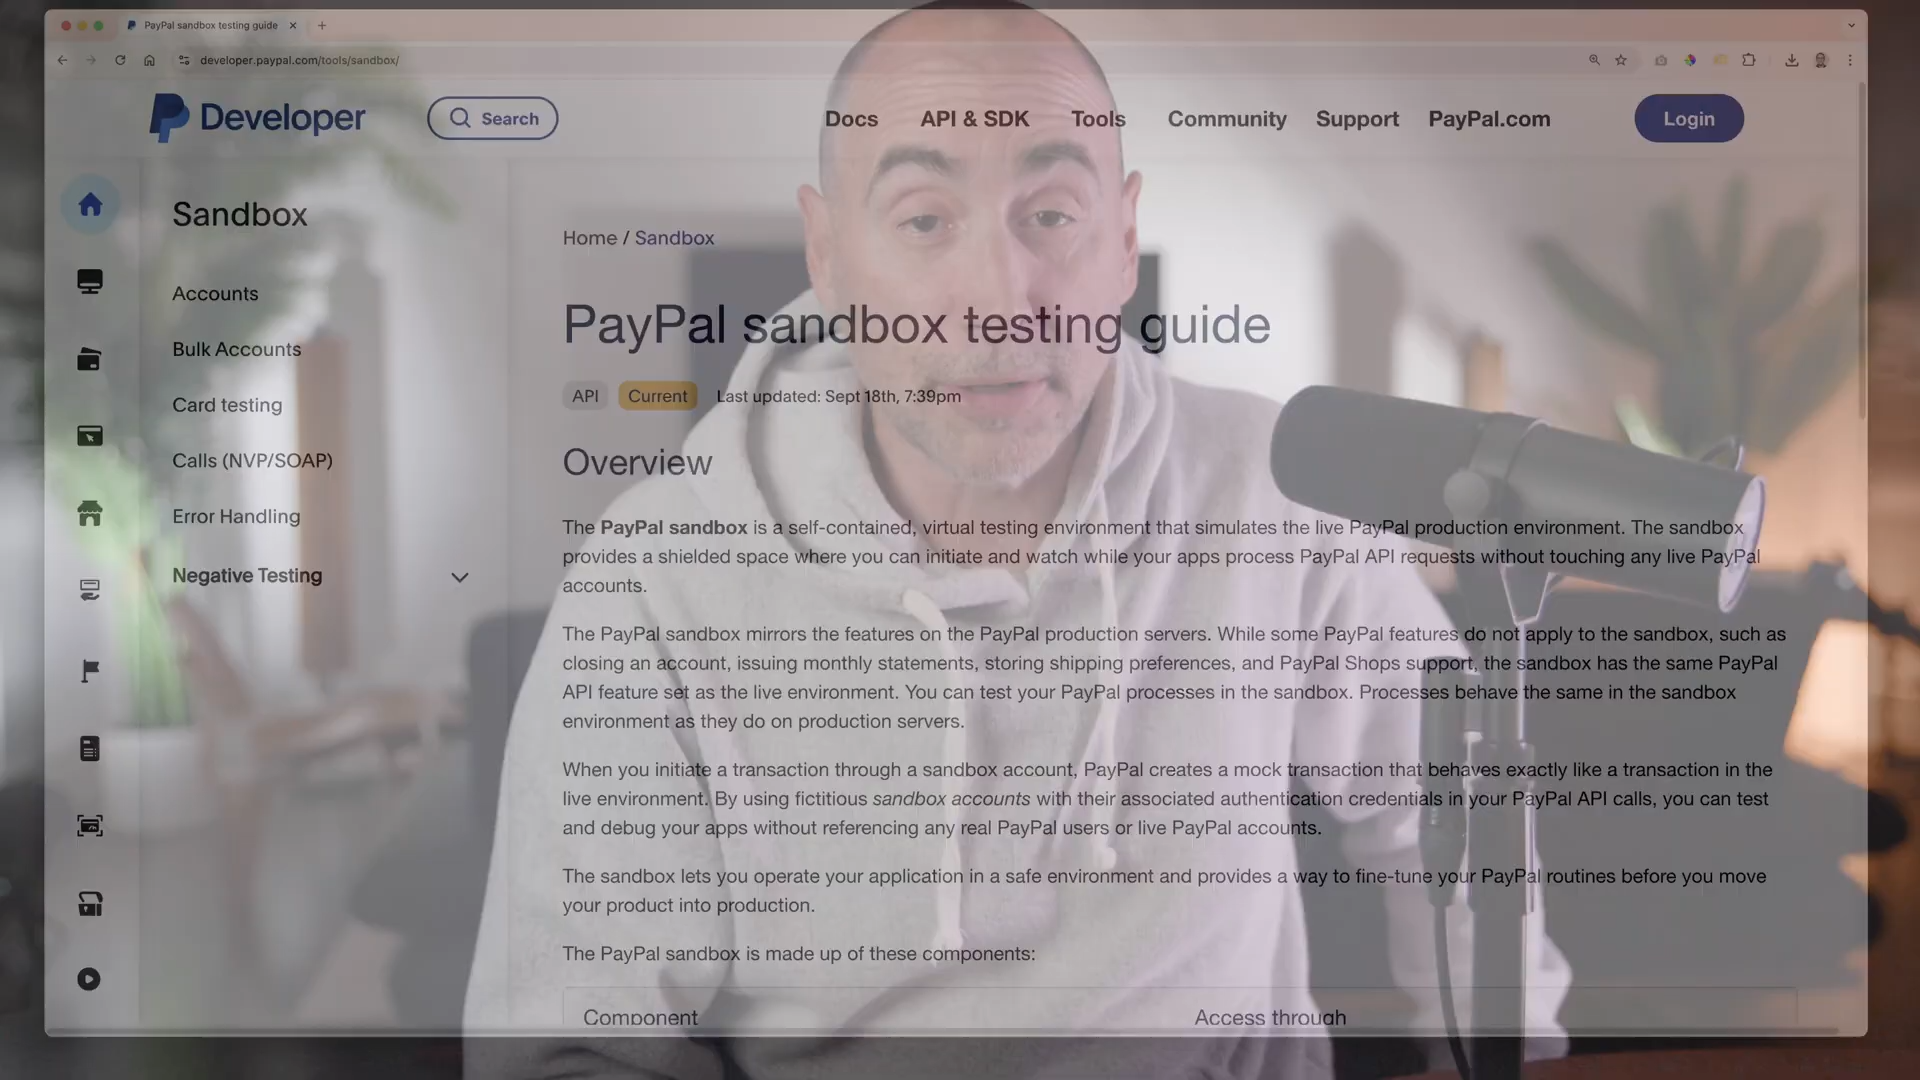 PayPal sandbox testing guide
developer.paypal.com/tools/sandbox/
Developer
Search
Docs
API & SDK
Tools
Community
Support
PayPal.com
Login
Sandbox
Accounts
Bulk Accounts
Card testing
Calls (NVP/SOAP)
Error Handling
Negative Testing
Home / Sandbox
PayPal sandbox testing guide
API
Current
Last updated: Sept 18th, 7:39pm
Overview
The PayPal sandbox is a self-contained, virtual testing environment that simulates the live PayPal production environment. The sandbox
provides a shielded space where you can initiate and watch while your apps process PayPal API requests without touching any live PayPal
accounts.
The PayPal sandbox mirrors the features on the PayPal production servers. While some PayPal features do not apply to the sandbox, such as
closing an account, issuing monthly statements, storing shipping preferences, and PayPal Shops support, the sandbox has the same PayPal
API feature set as the live environment. You can test your PayPal processes in the sandbox. Processes behave the same in the sandbox
environment as they do on production servers.
When you initiate a transaction through a sandbox account, PayPal creates a mock transaction that behaves exactly like a transaction in the
live environment. By using fictitious sandbox accounts with their associated authentication credentials in your PayPal API calls, you can test
and debug your apps without referencing any real PayPal users or live PayPal accounts.
The sandbox lets you operate your application in a safe environment and provides a way to fine-tune your PayPal routines before you move
your product into production.
The PayPal sandbox is made up of these components:
Component
Access through